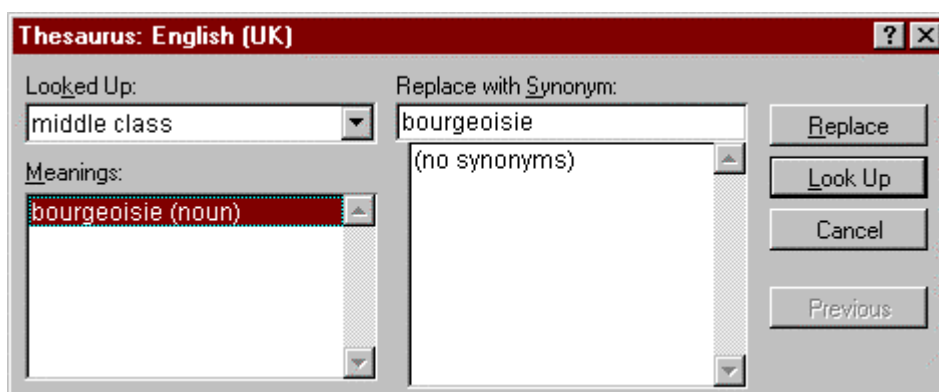 Thesaurus: English (UK)
Looked Up:
middle class
Meanings:
bourgeoisie (noun)
Replace with Synonym:
bourgeoisie
(no synonyms)
Replace
Look Up
Cancel
Previous